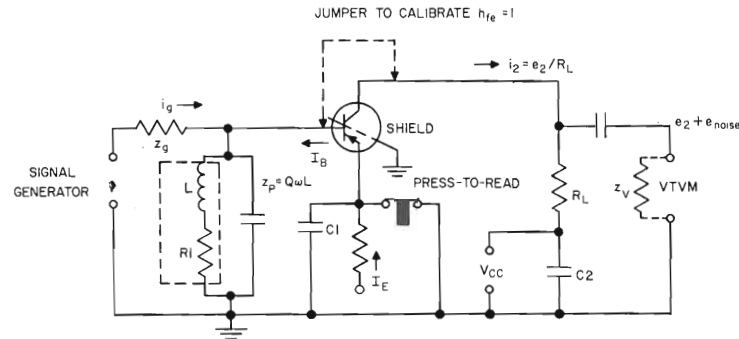 JUMPER TO CALIBRATE hfe = 1
i2 = e2/RL
ig
SHIELD
e2 + enoise
zg
IB
SIGNAL
GENERATOR
L
zp = QωL
PRESS-TO-READ
RL
zv
VTVM
C1
R1
VCC
C2
IE